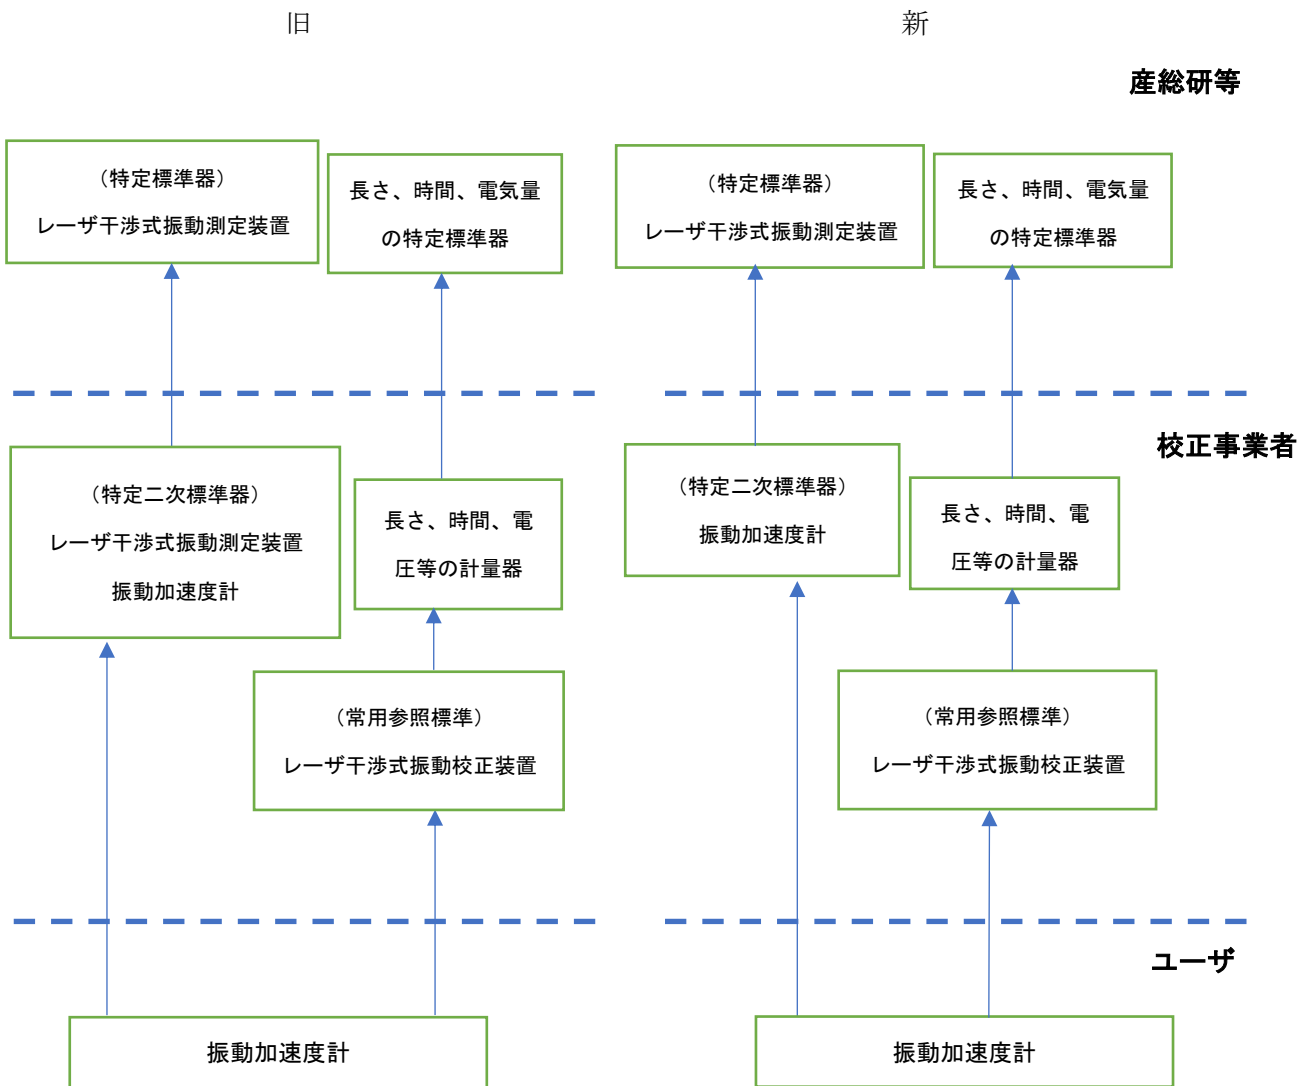 旧
新
産総研等
（特定標準器）
レーザ干渉式振動測定装置
長さ、時間、電気量
の特定標準器
（特定標準器）
レーザ干渉式振動測定装置
長さ、時間、電気量
の特定標準器
校正事業者
（特定二次標準器）
レーザ干渉式振動測定装置
振動加速度計
長さ、時間、電
圧等の計量器
（特定二次標準器）
振動加速度計
長さ、時間、電
圧等の計量器
（常用参照標準）
レーザ干渉式振動校正装置
（常用参照標準）
レーザ干渉式振動校正装置
ユーザ
振動加速度計
振動加速度計